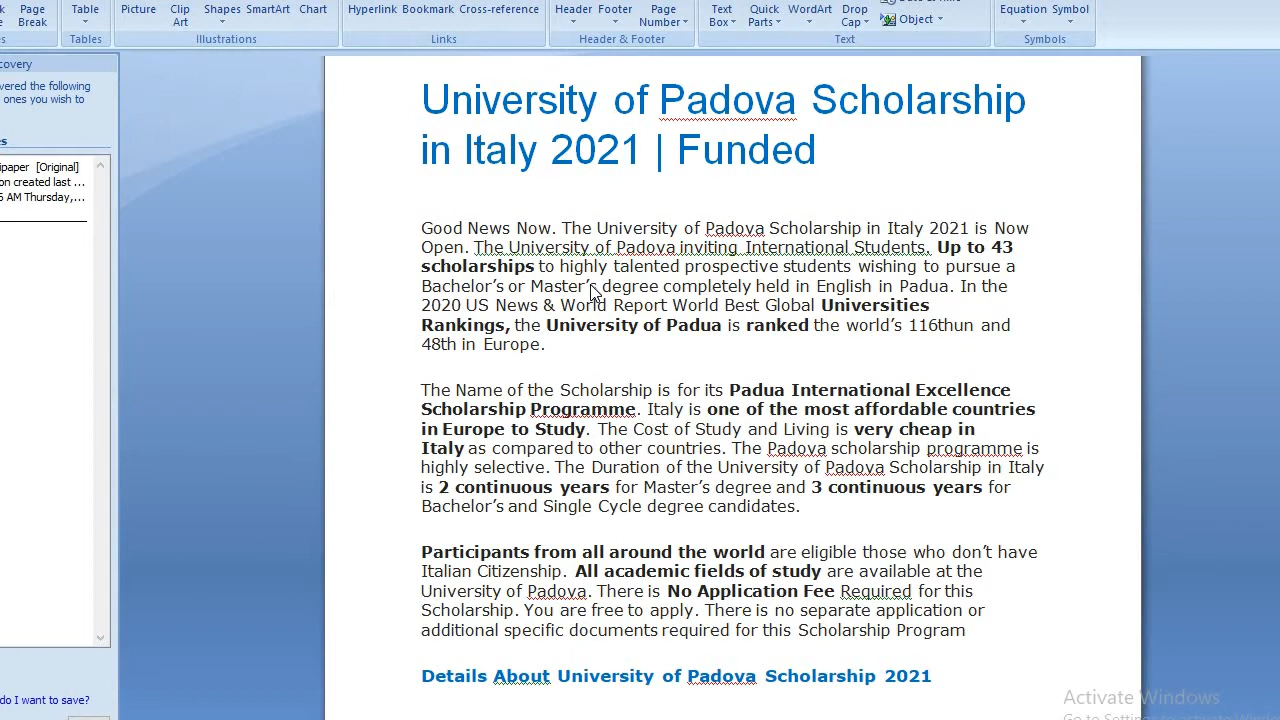 Table Picture Clip Shapes SmartArt Chart Hyperlink Bookmark Cross-reference Header Footer Page Text Quick WordArt Drop Equation Symbol
Page
Break
Art
Number
Box
Parts
Cap
Object
Tables Illustrations Links Header & Footer Text Symbols
covery
vered the following
ones you wish to
es
paper [Original]
on created last ...
AM Thursday,...
do I want to save?
University of Padova Scholarship
in Italy 2021 | Funded
Good News Now. The University of Padova Scholarship in Italy 2021 is Now
Open. The University of Padova inviting International Students. Up to 43
scholarships to highly talented prospective students wishing to pursue a
Bachelor’s or Master’s degree completely held in English in Padua. In the
2020 US News & World Report World Best Global Universities
Rankings, the University of Padua is ranked the world’s 116thun and
48th in Europe.
The Name of the Scholarship is for its Padua International Excellence
Scholarship Programme. Italy is one of the most affordable countries
in Europe to Study. The Cost of Study and Living is very cheap in
Italy as compared to other countries. The Padova scholarship programme is
highly selective. The Duration of the University of Padova Scholarship in Italy
is 2 continuous years for Master’s degree and 3 continuous years for
Bachelor’s and Single Cycle degree candidates.
Participants from all around the world are eligible those who don’t have
Italian Citizenship. All academic fields of study are available at the
University of Padova. There is No Application Fee Required for this
Scholarship. You are free to apply. There is no separate application or
additional specific documents required for this Scholarship Program
Details About University of Padova Scholarship 2021
Activate Windows
Go to Settings to activate Windows